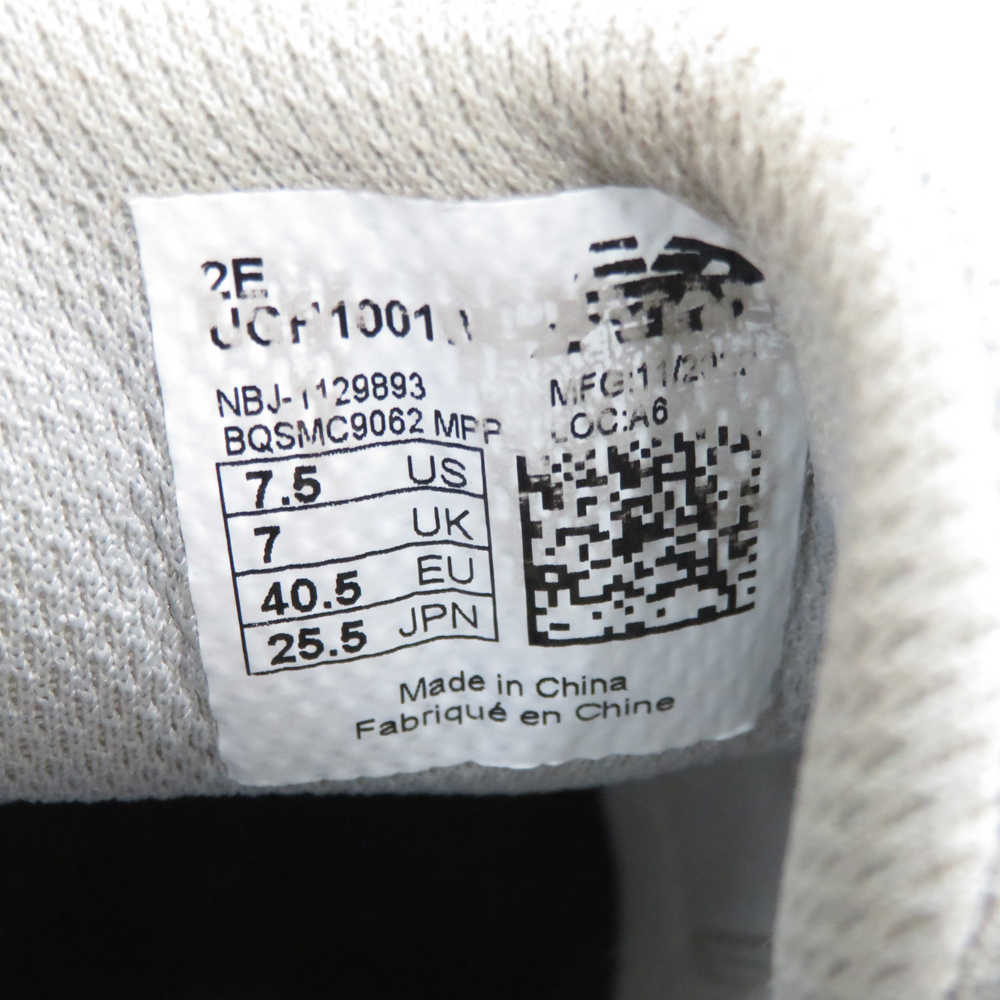 2E
NBJ-1129893
BQSMC9062 MPP
7.5 US
7 UK
40.5 EU
25.5 JPN
LOC:A6
Made in China
Fabriqué en Chine